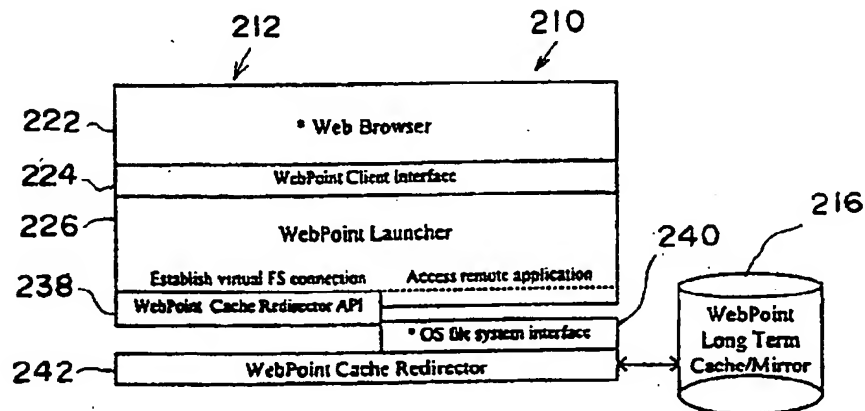 212
210
222
* Web Browser
224
WebPoint Client Interface
226
WebPoint Launcher
216
240
Establish virtual FS connection
Access remote application
238
WebPoint Cache Redirector API
* OS file system interface
WebPoint
Long Term
Cache/Mirror
242
WebPoint Cache Redirector